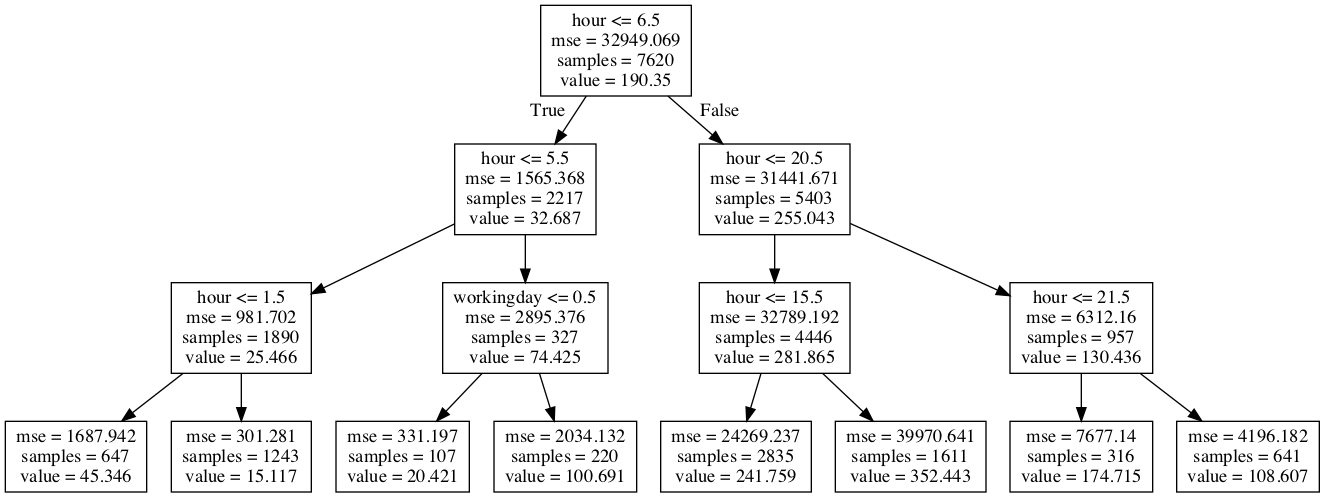 hour <= 6.5
mse = 32949.069
samples = 7620
value = 190.35
True
False
hour <= 5.5
mse = 1565.368
samples = 2217
value = 32.687
hour <= 20.5
mse = 31441.671
samples = 5403
value = 255.043
hour <= 1.5
mse = 981.702
samples = 1890
value = 25.466
workingday <= 0.5
mse = 2895.376
samples = 327
value = 74.425
hour <= 15.5
mse = 32789.192
samples = 4446
value = 281.865
hour <= 21.5
mse = 6312.16
samples = 957
value = 130.436
mse = 1687.942
samples = 647
value = 45.346
mse = 301.281
samples = 1243
value = 15.117
mse = 331.197
samples = 107
value = 20.421
mse = 2034.132
samples = 220
value = 100.691
mse = 24269.237
samples = 2835
value = 241.759
mse = 39970.641
samples = 1611
value = 352.443
mse = 7677.14
samples = 316
value = 174.715
mse = 4196.182
samples = 641
value = 108.607